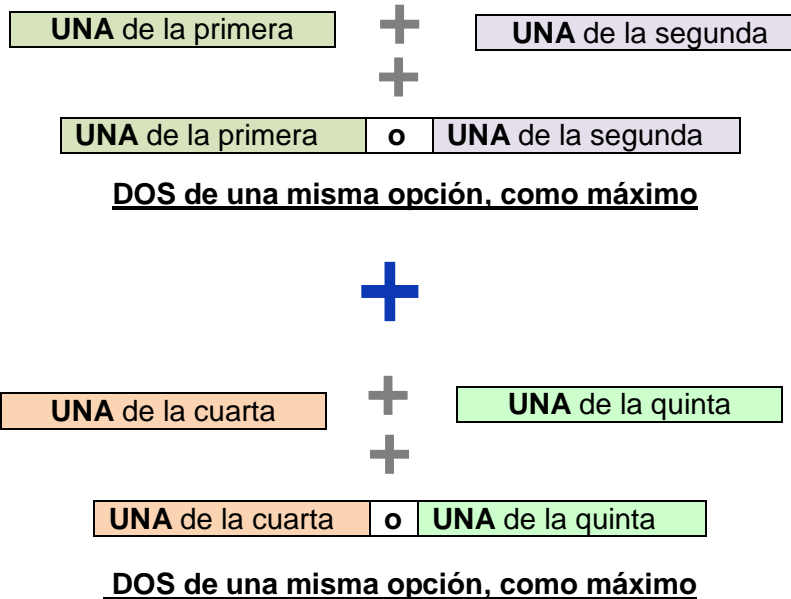 UNA de la primera + UNA de la segunda
+
UNA de la primera o UNA de la segunda
DOS de una misma opción, como máximo
+
UNA de la cuarta + UNA de la quinta
+
UNA de la cuarta o UNA de la quinta
DOS de una misma opción, como máximo